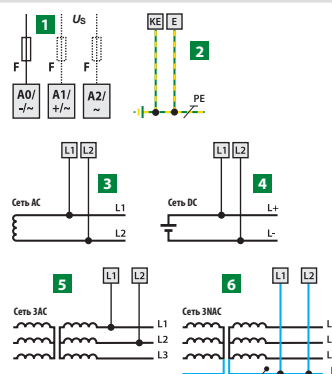 1
U_S
F
F
F
A0/
-/~
A1/
+/~
A2/
~
KE
E
2
PE
L1
L2
3
Сеть AC
L1
L2
L1
L2
4
Сеть DC
L+
L-
5
L1
L2
Сеть 3AC
L1
L2
L3
6
L1
L2
Сеть 3NAC